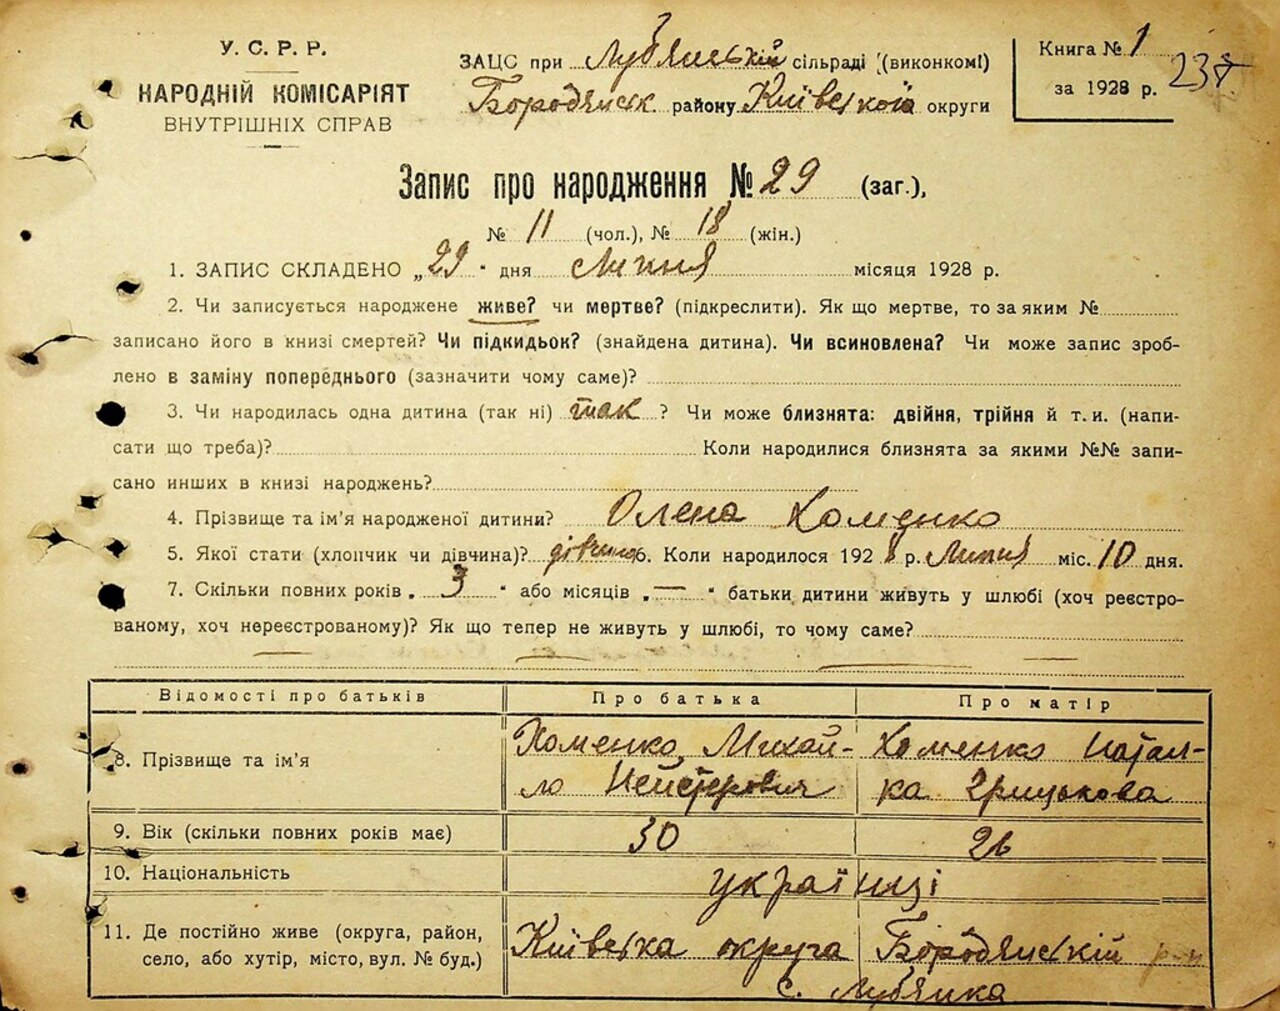 У. С. Р. Р.
НАРОДНІЙ КОМІСАРІЯТ
ВНУТРІШНІХ СПРАВ
ЗАЦС при Лубянській сільраді (виконкомі)
Бородянськ району Київської округи
Книга № 1
за 1928 р.
237
Запис про народження № 29 (заг.),
№ 11 (чол.), № 18 (жін.)
1. ЗАПИС СКЛАДЕНО „29 " дня Липня місяця 1928 р.
2. Чи записується народжене живе? чи мертве? (підкреслити). Як що мертве, то за яким №
записано його в книзі смертей? Чи підкидьок? (знайдена дитина). Чи всиновлена? Чи може запис зроб-
лено в заміну попереднього (зазначити чому саме)?
3. Чи народилась одна дитина (так ні) так ? Чи може близнята: двійня, трійня й т. и. (напи-
сати що треба)? Коли народилися близнята за якими №№ запи-
сано инших в книзі народжень?
4. Прізвище та ім'я народженої дитини? Олена Хоменко
5. Якої стати (хлопчик чи дівчина)? дівчина 6. Коли народилося 1928 р. Липня міс. 10 дня.
7. Скільки повних років „ 3 " або місяців „ — " батьки дитини живуть у шлюбі (хоч реєстро-
ваному, хоч нереєстрованому)? Як що тепер не живуть у шлюбі, то чому саме?
Відомості про батьків Про батька Про матір
8. Прізвище та ім'я Хоменко Михай- Хоменко Натал-
ло Нейстерович ка Грицькова
9. Вік (скільки повних років має) 30 26
10. Національність українці
11. Де постійно живе (округа, район, Київська округа Бородянській р-н
село, або хутір, місто, вул. № буд.) с. Лубянка